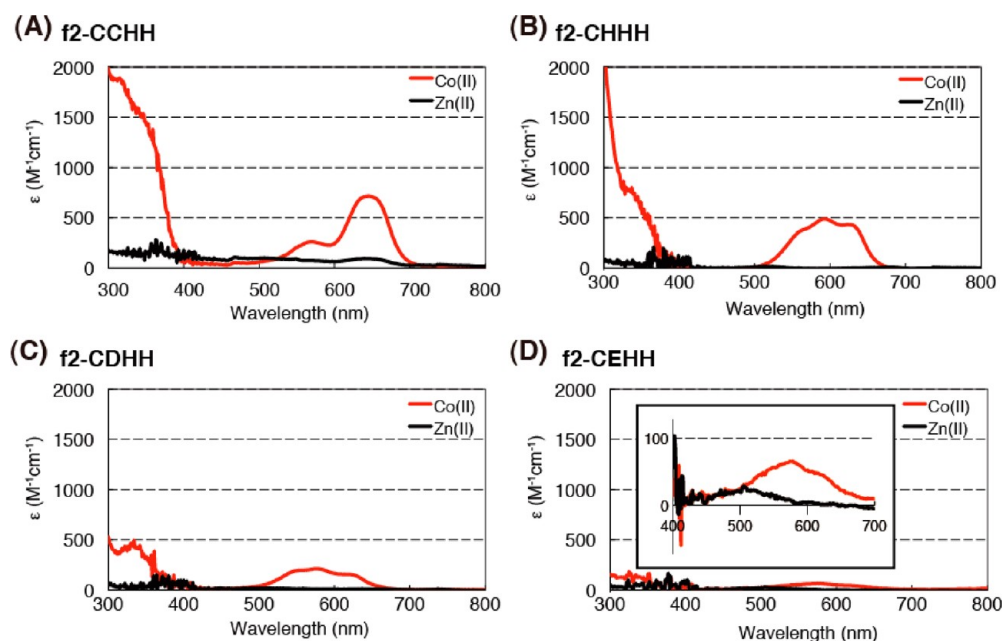 (A) f2-CCHH
2000
1500
1000
500
0
ε (M⁻¹cm⁻¹)
Co(II)
Zn(II)
300 400 500 600 700 800
Wavelength (nm)
(B) f2-CHHH
2000
1500
1000
500
0
ε (M⁻¹cm⁻¹)
Co(II)
Zn(II)
300 400 500 600 700 800
Wavelength (nm)
(C) f2-CDHH
2000
1500
1000
500
0
ε (M⁻¹cm⁻¹)
Co(II)
Zn(II)
300 400 500 600 700 800
Wavelength (nm)
(D) f2-CEHH
2000
1500
1000
500
0
ε (M⁻¹cm⁻¹)
Co(II)
Zn(II)
100
0
400 500 600 700
300 400 500 600 700 800
Wavelength (nm)